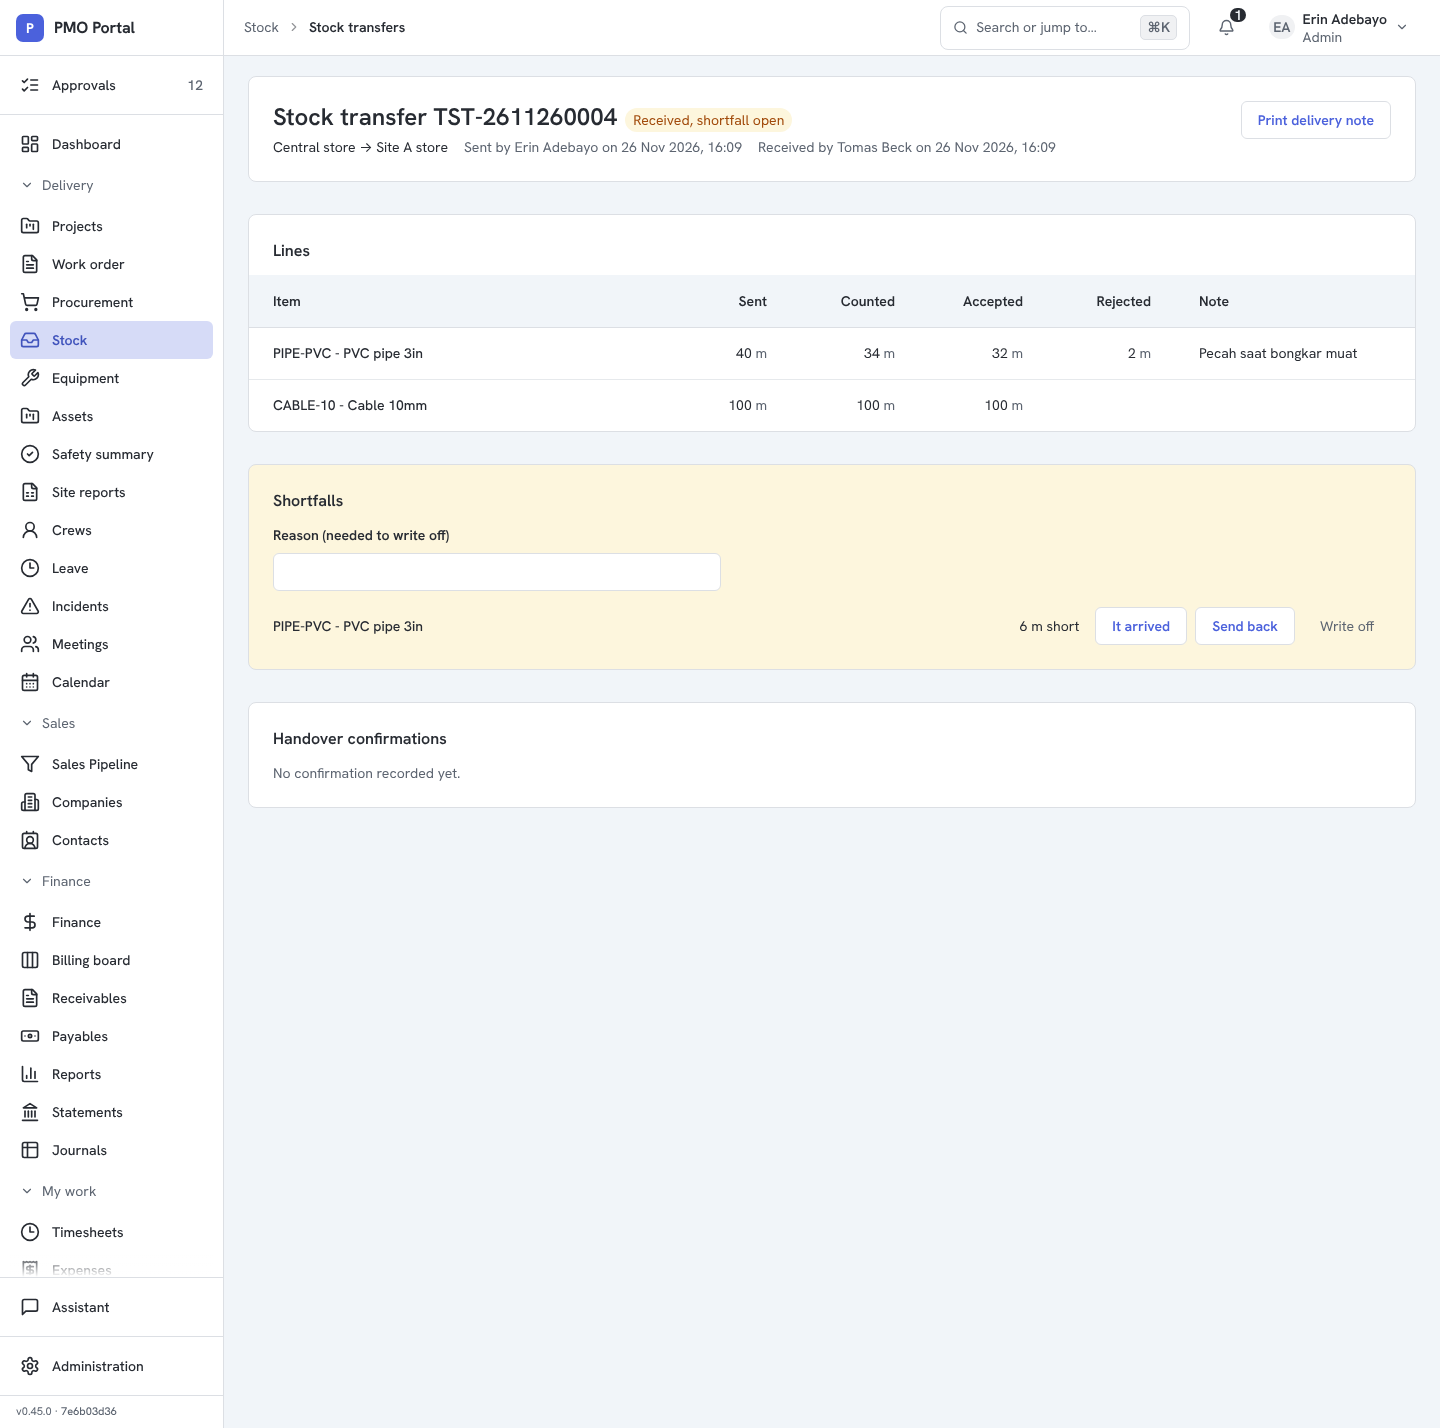 P PMO Portal
Stock > Stock transfers
Search or jump to... ⌘K
1
EA Erin Adebayo
Admin
Approvals 12
Dashboard
Delivery
Projects
Work order
Procurement
Stock
Equipment
Assets
Safety summary
Site reports
Crews
Leave
Incidents
Meetings
Calendar
Sales
Sales Pipeline
Companies
Contacts
Finance
Finance
Billing board
Receivables
Payables
Reports
Statements
Journals
My work
Timesheets
Expenses
Assistant
Administration
v0.45.0 · 7e6b03d36
Stock transfer TST-2611260004 Received, shortfall open
Print delivery note
Central store → Site A store Sent by Erin Adebayo on 26 Nov 2026, 16:09 Received by Tomas Beck on 26 Nov 2026, 16:09
Lines
Item Sent Counted Accepted Rejected Note
PIPE-PVC - PVC pipe 3in 40 m 34 m 32 m 2 m Pecah saat bongkar muat
CABLE-10 - Cable 10mm 100 m 100 m 100 m
Shortfalls
Reason (needed to write off)
PIPE-PVC - PVC pipe 3in 6 m short It arrived Send back Write off
Handover confirmations
No confirmation recorded yet.